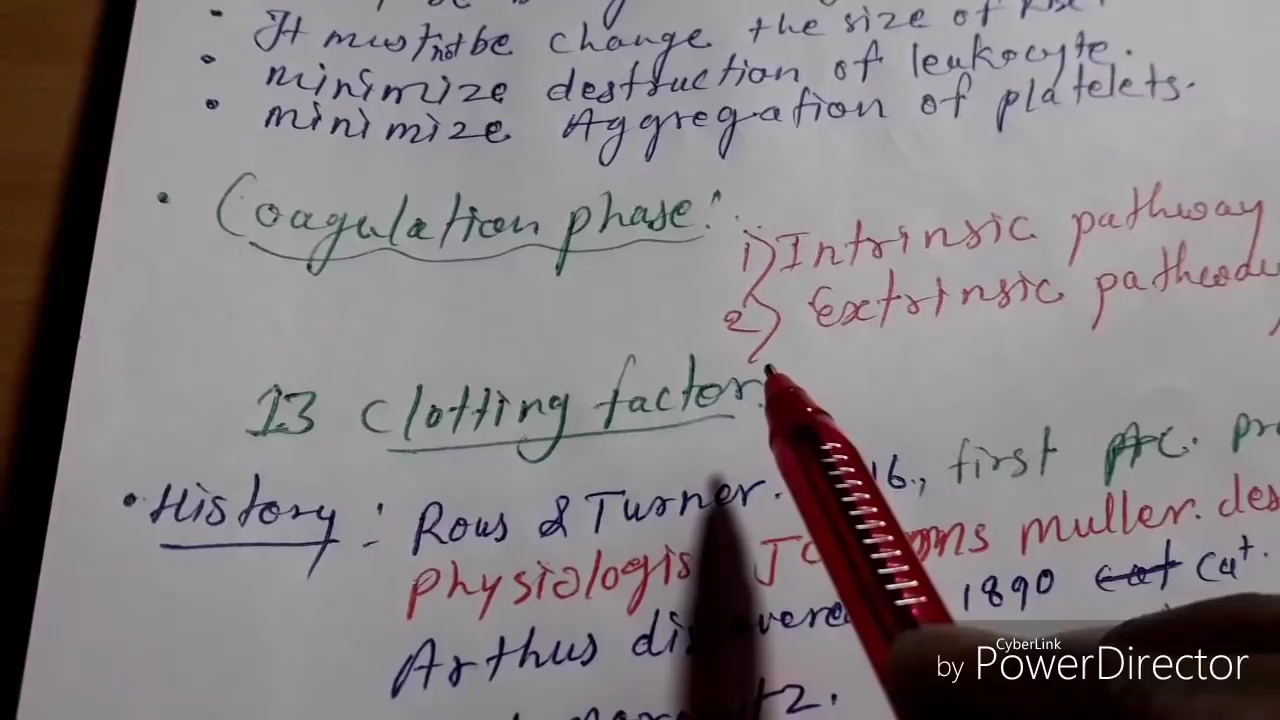 • It must not be change the size of
• minimize destruction of leukocyte.
• minimize Aggregation of platelets.
• Coagulation phase:
1) Intrinsic pathway
2) Extrinsic
13 Clotting factor
• History:- Rous & Turner. 16., first
physiologis muller. des
Arthus 1890 Ca+.
by CyberLink PowerDirector